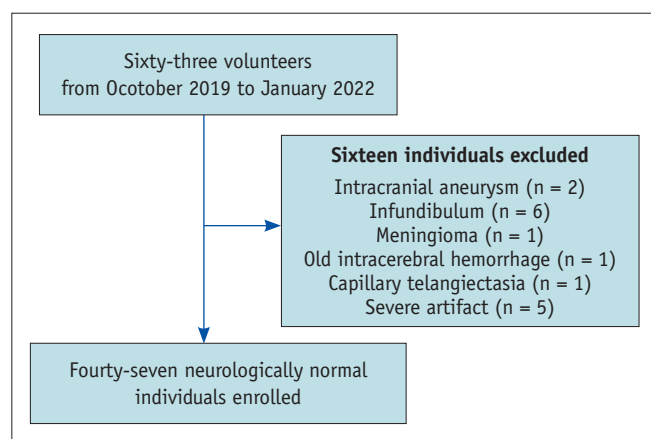 Sixty-three volunteers
from Ocotober 2019 to January 2022
Sixteen individuals excluded
Intracranial aneurysm (n = 2)
Infundibulum (n = 6)
Meningioma (n = 1)
Old intracerebral hemorrhage (n = 1)
Capillary telangiectasia (n = 1)
Severe artifact (n = 5)
Fourty-seven neurologically normal
individuals enrolled